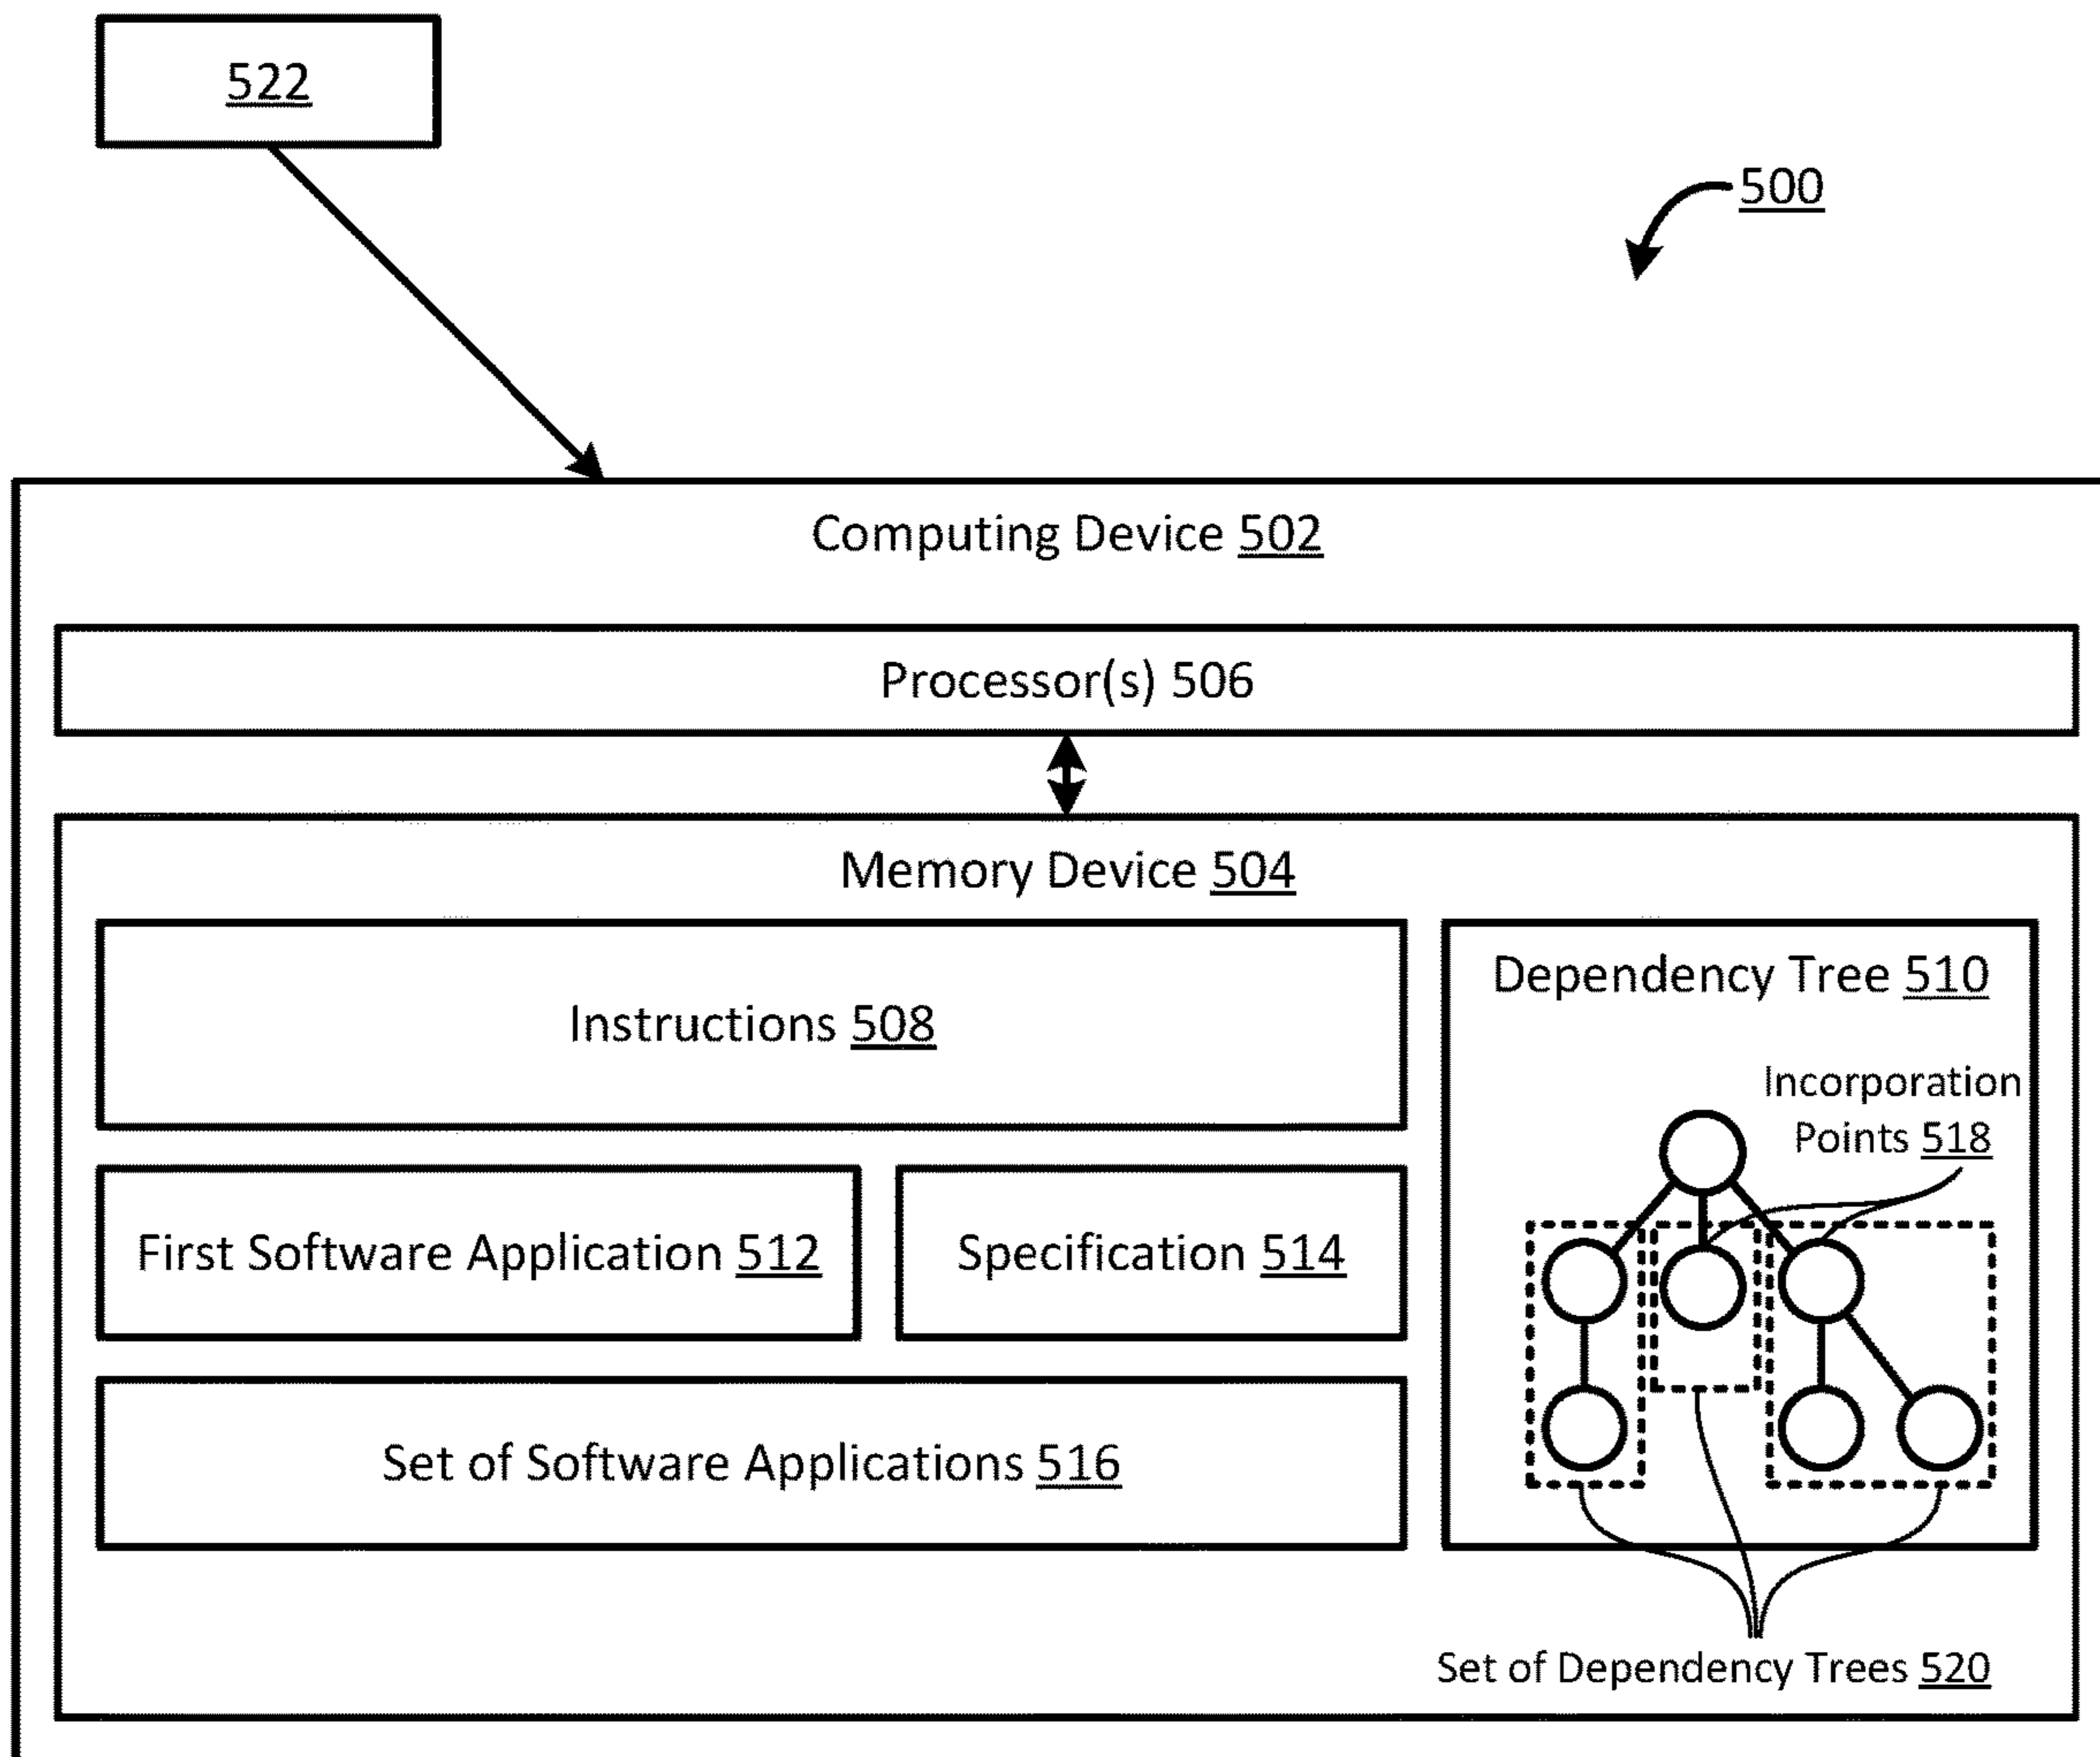 522
500
Computing Device 502
Processor(s) 506
Memory Device 504
Instructions 508
Dependency Tree 510
Incorporation
Points 518
First Software Application 512
Specification 514
Set of Software Applications 516
Set of Dependency Trees 520